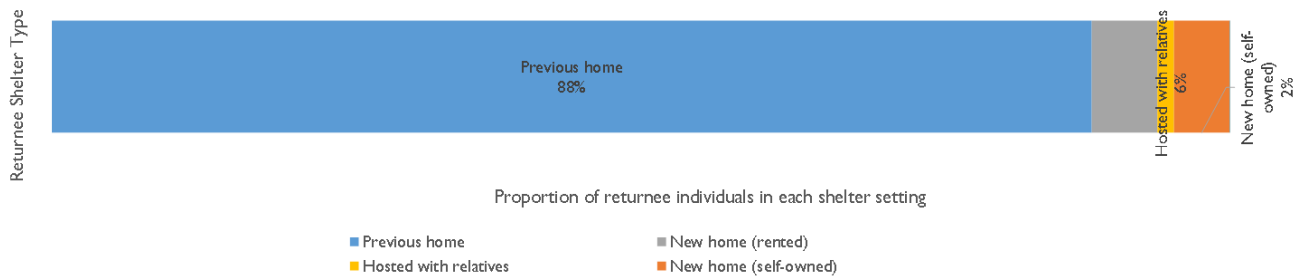 Returnee Shelter Type
Previous home
88%
Hosted with relatives
6%
New home (self-
owned)
2%
Proportion of returnee individuals in each shelter setting
Previous home
New home (rented)
Hosted with relatives
New home (self-owned)